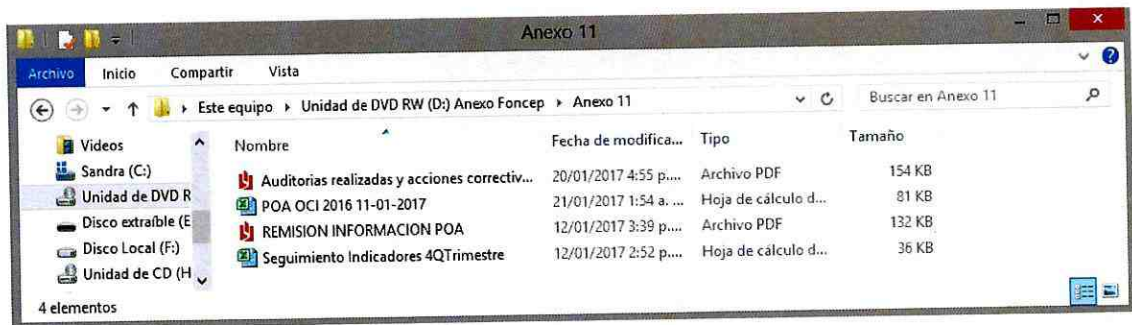 Anexo 11
Archivo Inicio Compartir Vista
Este equipo Unidad de DVD RW (D:) Anexo Foncep Anexo 11 Buscar en Anexo 11
Videos
Sandra (C:)
Unidad de DVD R
Disco extraíble (E
Disco Local (F:)
Unidad de CD (H
Nombre Fecha de modifica... Tipo Tamaño
Auditorias realizadas y acciones correctiv... 20/01/2017 4:55 p.... Archivo PDF 154 KB
POA OCI 2016 11-01-2017 21/01/2017 1:54 a. ... Hoja de cálculo d... 81 KB
REMISION INFORMACION POA 12/01/2017 3:39 p.... Archivo PDF 132 KB
Seguimiento Indicadores 4QTrimestre 12/01/2017 2:52 p.... Hoja de cálculo d... 36 KB
4 elementos